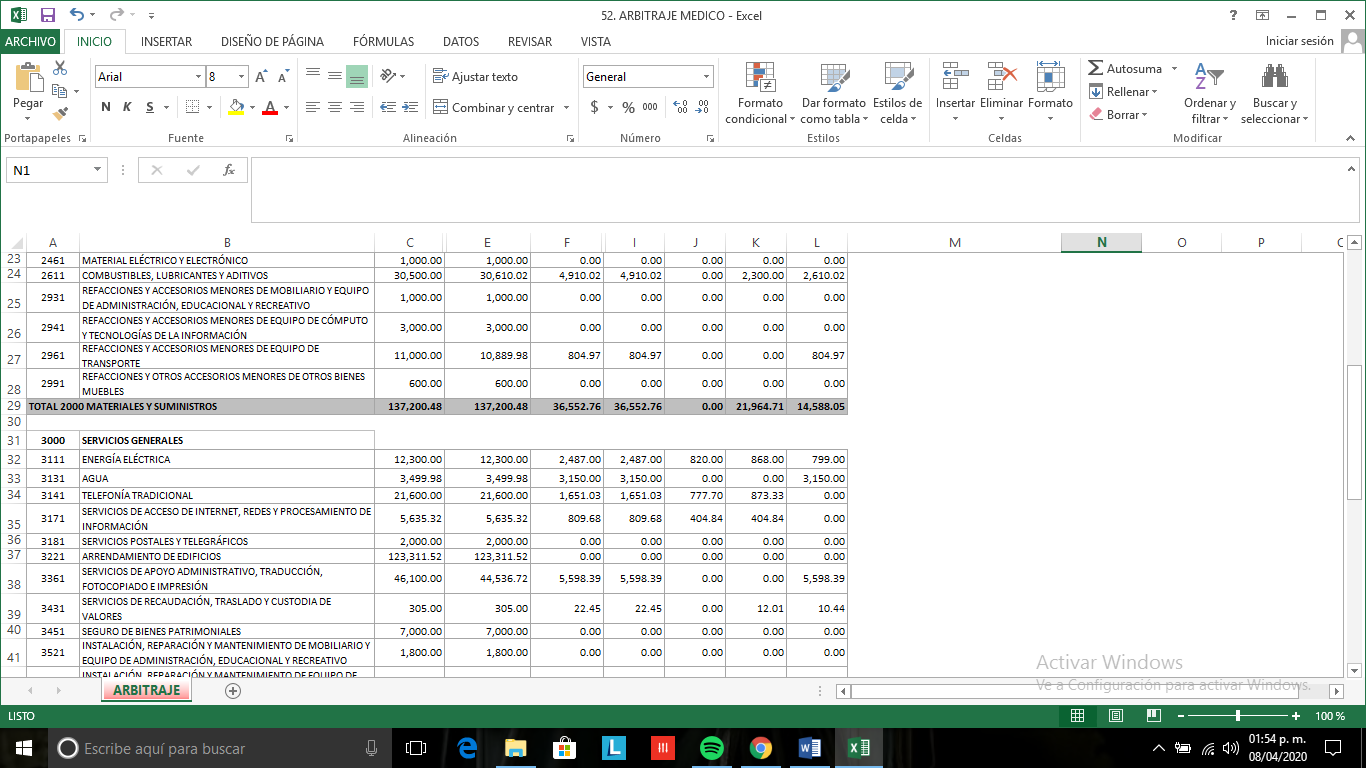 52. ARBITRAJE MEDICO - Excel
ARCHIVO INICIO INSERTAR DISEÑO DE PÁGINA FÓRMULAS DATOS REVISAR VISTA Iniciar sesión
Arial 8 Ajustar texto General Autosuma
Pegar N K S Combinar y centrar $ % 000 Formato condicional Dar formato como tabla Estilos de celda Insertar Eliminar Formato Rellenar Borrar Ordenar y filtrar Buscar y seleccionar
Portapapeles Fuente Alineación Número Estilos Celdas Modificar
N1 fx
A B C E F I J K L M N O P
23 2461 MATERIAL ELÉCTRICO Y ELECTRÓNICO 1,000.00 1,000.00 0.00 0.00 0.00 0.00 0.00
24 2611 COMBUSTIBLES, LUBRICANTES Y ADITIVOS 30,500.00 30,610.02 4,910.02 4,910.02 0.00 2,300.00 2,610.02
25 2931 REFACCIONES Y ACCESORIOS MENORES DE MOBILIARIO Y EQUIPO
DE ADMINISTRACIÓN, EDUCACIONAL Y RECREATIVO 1,000.00 1,000.00 0.00 0.00 0.00 0.00 0.00
26 2941 REFACCIONES Y ACCESORIOS MENORES DE EQUIPO DE CÓMPUTO
Y TECNOLOGÍAS DE LA INFORMACIÓN 3,000.00 3,000.00 0.00 0.00 0.00 0.00 0.00
27 2961 REFACCIONES Y ACCESORIOS MENORES DE EQUIPO DE
TRANSPORTE 11,000.00 10,889.98 804.97 804.97 0.00 0.00 804.97
28 2991 REFACCIONES Y OTROS ACCESORIOS MENORES DE OTROS BIENES
MUEBLES 600.00 600.00 0.00 0.00 0.00 0.00 0.00
29 TOTAL 2000 MATERIALES Y SUMINISTROS 137,200.48 137,200.48 36,552.76 36,552.76 0.00 21,964.71 14,588.05
30
31 3000 SERVICIOS GENERALES
32 3111 ENERGÍA ELÉCTRICA 12,300.00 12,300.00 2,487.00 2,487.00 820.00 868.00 799.00
33 3131 AGUA 3,499.98 3,499.98 3,150.00 3,150.00 0.00 0.00 3,150.00
34 3141 TELEFONÍA TRADICIONAL 21,600.00 21,600.00 1,651.03 1,651.03 777.70 873.33 0.00
35 3171 SERVICIOS DE ACCESO DE INTERNET, REDES Y PROCESAMIENTO DE
INFORMACIÓN 5,635.32 5,635.32 809.68 809.68 404.84 404.84 0.00
36 3181 SERVICIOS POSTALES Y TELEGRÁFICOS 2,000.00 2,000.00 0.00 0.00 0.00 0.00 0.00
37 3221 ARRENDAMIENTO DE EDIFICIOS 123,311.52 123,311.52 0.00 0.00 0.00 0.00 0.00
38 3361 SERVICIOS DE APOYO ADMINISTRATIVO, TRADUCCIÓN,
FOTOCOPIADO E IMPRESIÓN 46,100.00 44,536.72 5,598.39 5,598.39 0.00 0.00 5,598.39
39 3431 SERVICIOS DE RECAUDACIÓN, TRASLADO Y CUSTODIA DE
VALORES 305.00 305.00 22.45 22.45 0.00 12.01 10.44
40 3451 SEGURO DE BIENES PATRIMONIALES 7,000.00 7,000.00 0.00 0.00 0.00 0.00 0.00
41 3521 INSTALACIÓN, REPARACIÓN Y MANTENIMIENTO DE MOBILIARIO Y
EQUIPO DE ADMINISTRACIÓN, EDUCACIONAL Y RECREATIVO 1,800.00 1,800.00 0.00 0.00 0.00 0.00 0.00
INSTALACIÓN, REPARACIÓN Y MANTENIMIENTO DE EQUIPO DE
Activar Windows
Ve a Configuración para activar Windows.
ARBITRAJE
LISTO 100 %
Escribe aquí para buscar
01:54 p. m.
08/04/2020